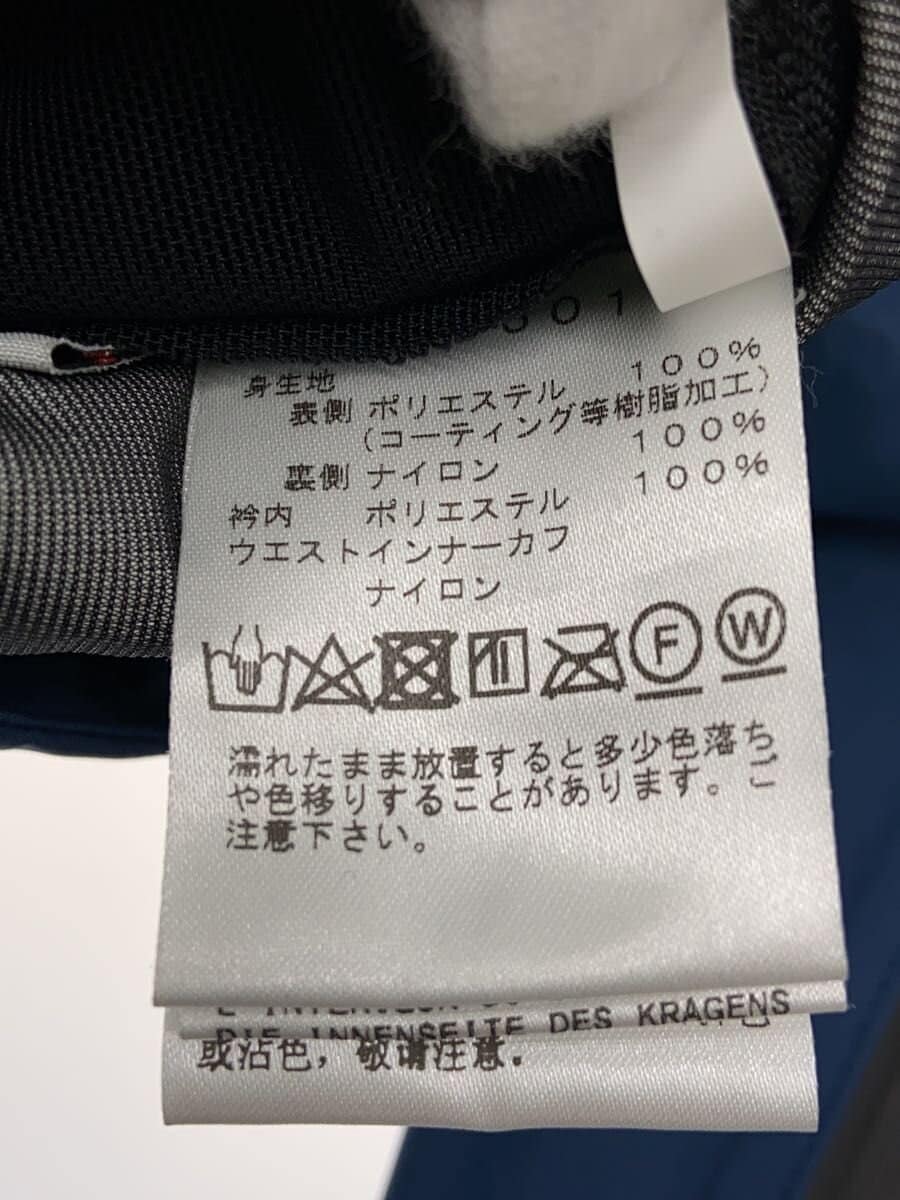 501
身生地 100%
表側 ポリエステル
(コーティング等樹脂加工)
100%
裏側 ナイロン 100%
衿内 ポリエステル
ウエストインナーカフ
ナイロン
F W
濡れたまま放置すると多少色落ち
や色移りすることがあります。ご
注意下さい。
DIE INNENSEITE DES KRAGENS
或沾色，敬请注意.